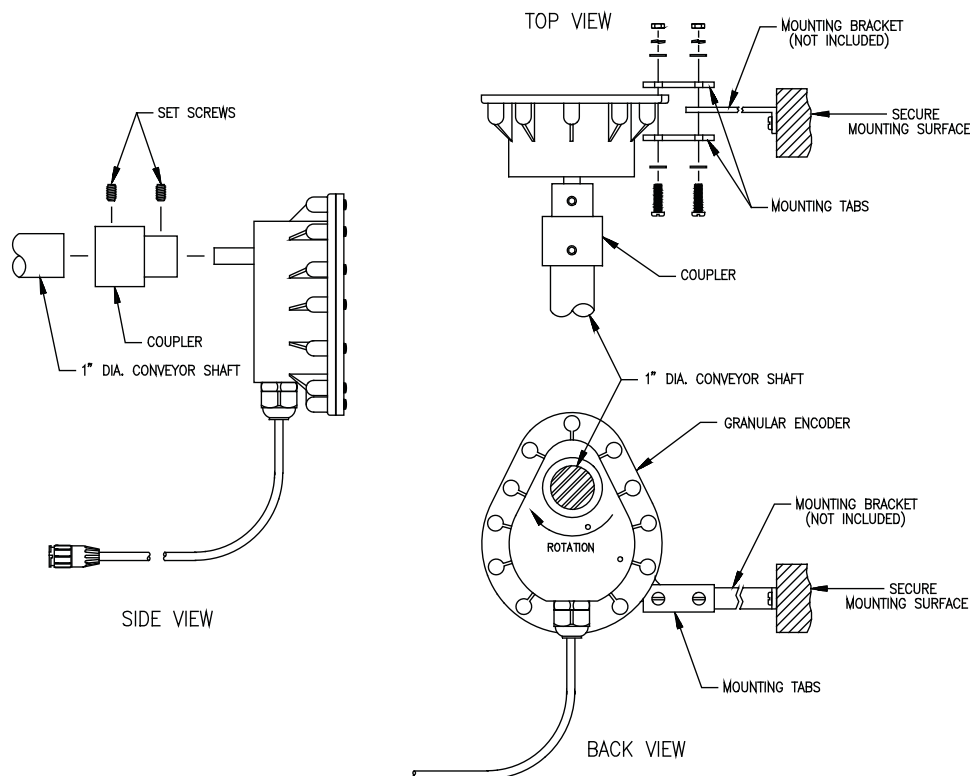 TOP VIEW
MOUNTING BRACKET
(NOT INCLUDED)
SET SCREWS
SECURE
MOUNTING SURFACE
MOUNTING TABS
COUPLER
COUPLER
1" DIA. CONVEYOR SHAFT
1" DIA. CONVEYOR SHAFT
GRANULAR ENCODER
MOUNTING BRACKET
(NOT INCLUDED)
ROTATION
SECURE
MOUNTING SURFACE
SIDE VIEW
MOUNTING TABS
BACK VIEW